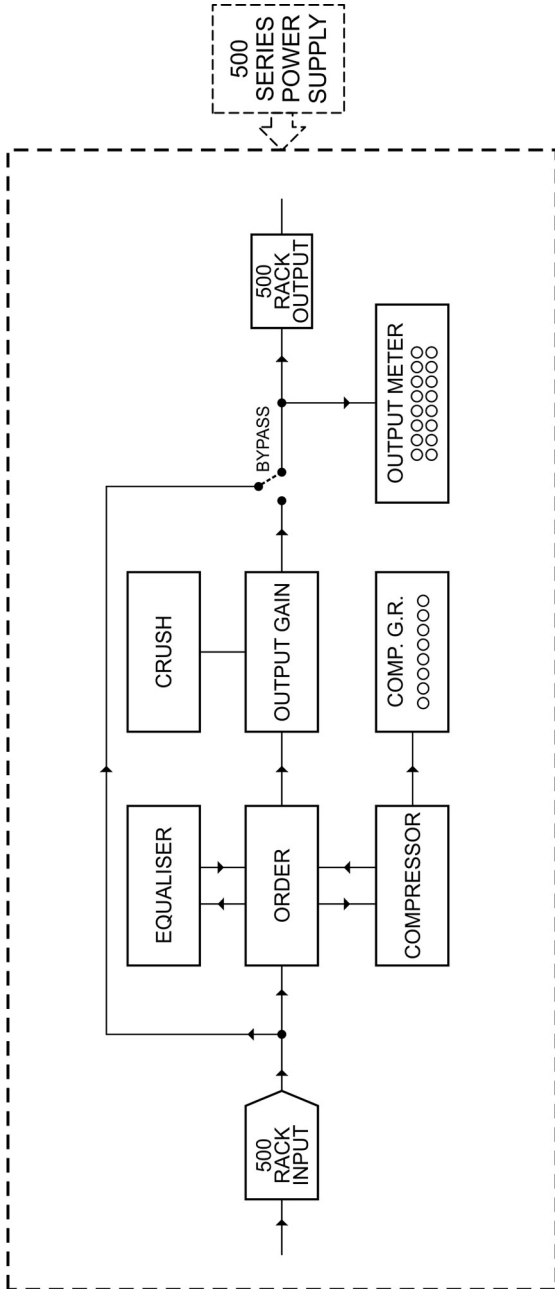 500
RACK
INPUT
EQUALISER
ORDER
COMPRESSOR
CRUSH
OUTPUT GAIN
COMP. G.R.
BYPASS
OUTPUT METER
500
RACK
OUTPUT
500
SERIES
POWER
SUPPLY